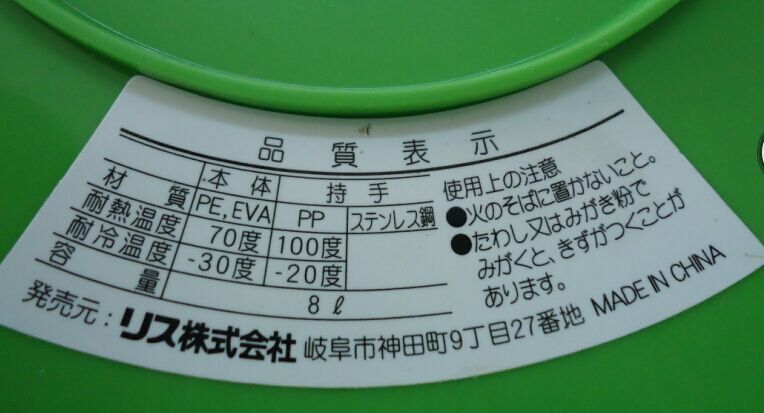 品質表示
材質 本体 持手
PE, EVA PP ステンレス鋼
耐熱温度 70度 100度
耐冷温度 -30度 -20度
容量 8ℓ
使用上の注意
●火のそばに置かないこと。
●たわし又はみがき粉で
みがくと、きずがつくことが
あります。
発売元：リス株式会社 岐阜市神田町9丁目27番地 MADE IN CHINA